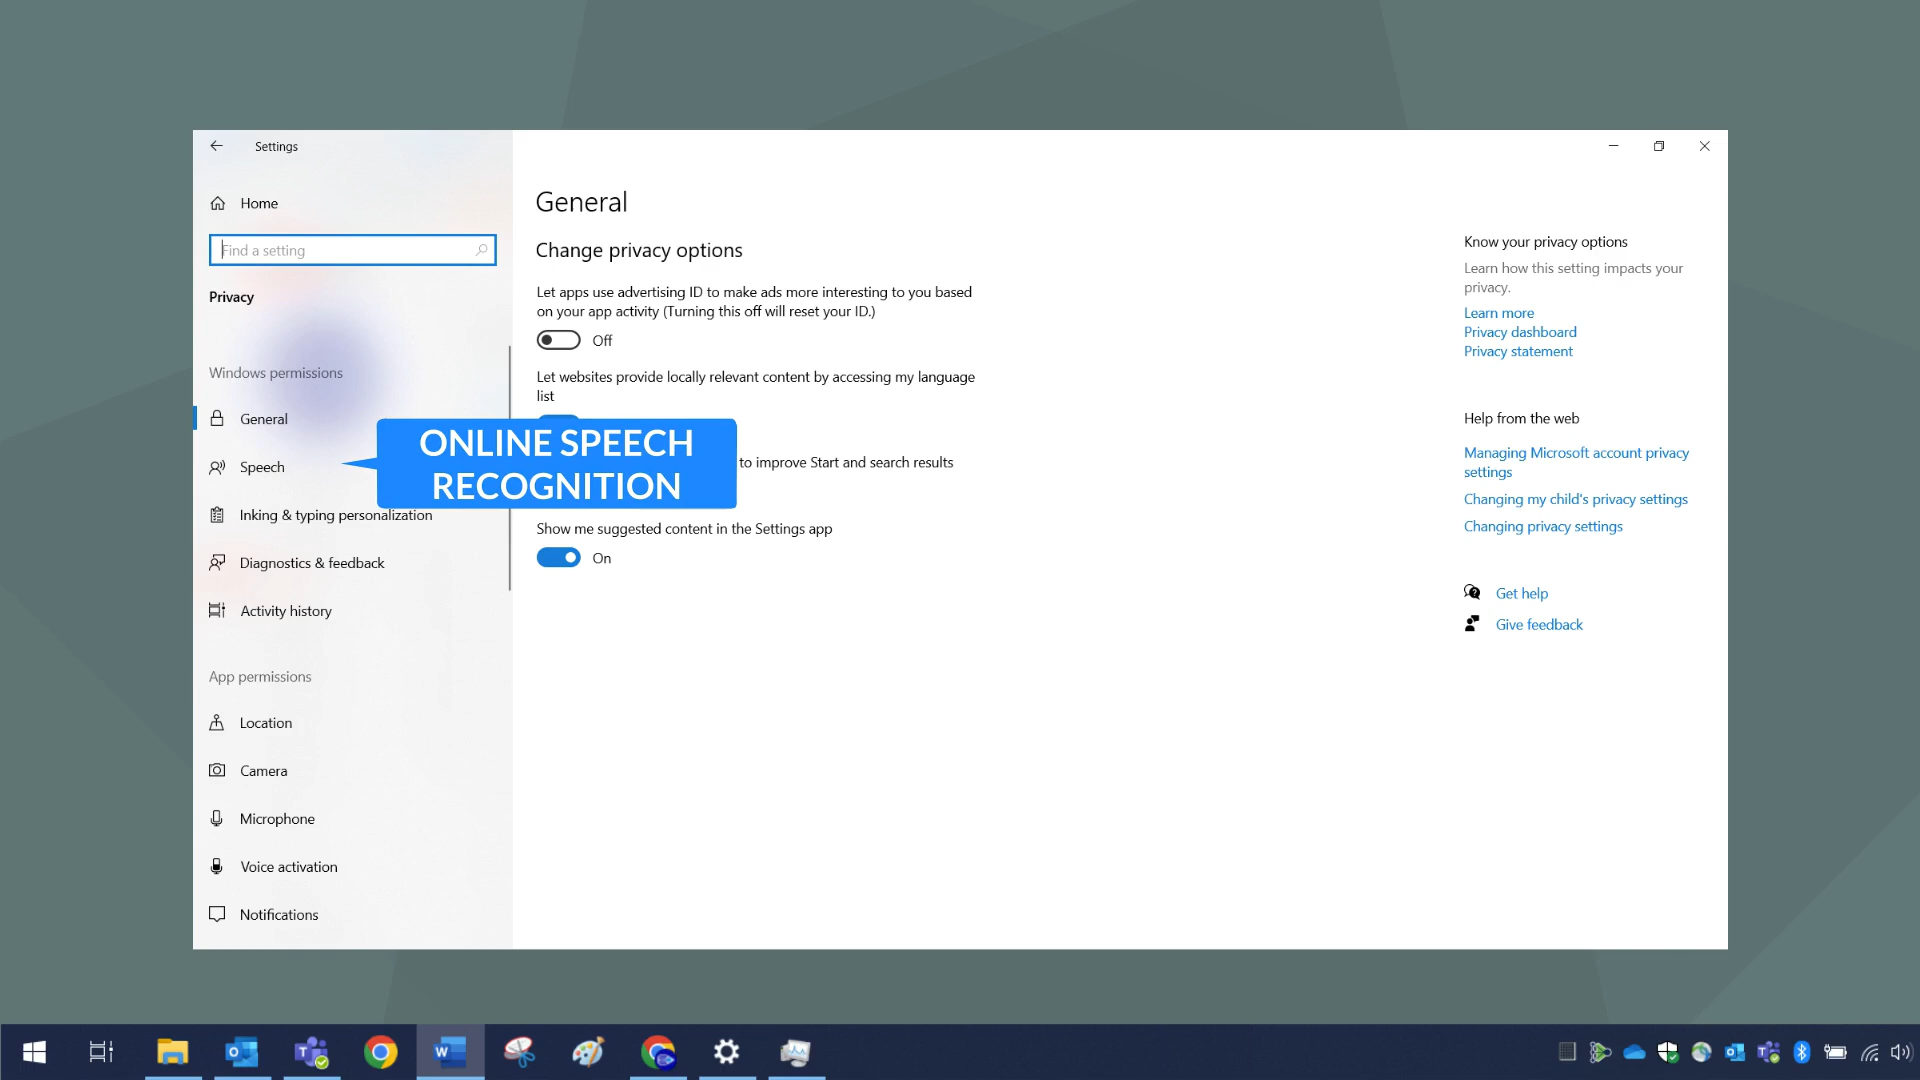 Settings
Home
Find a setting
Privacy
Windows permissions
General
Speech
Inking & typing personalization
Diagnostics & feedback
Activity history
App permissions
Location
Camera
Microphone
Voice activation
Notifications
ONLINE SPEECH
RECOGNITION
General
Change privacy options
Let apps use advertising ID to make ads more interesting to you based
on your app activity (Turning this off will reset your ID.)
Off
Let websites provide locally relevant content by accessing my language
list
to improve Start and search results
Show me suggested content in the Settings app
On
Know your privacy options
Learn how this setting impacts your
privacy.
Learn more
Privacy dashboard
Privacy statement
Help from the web
Managing Microsoft account privacy
settings
Changing my child's privacy settings
Changing privacy settings
Get help
Give feedback